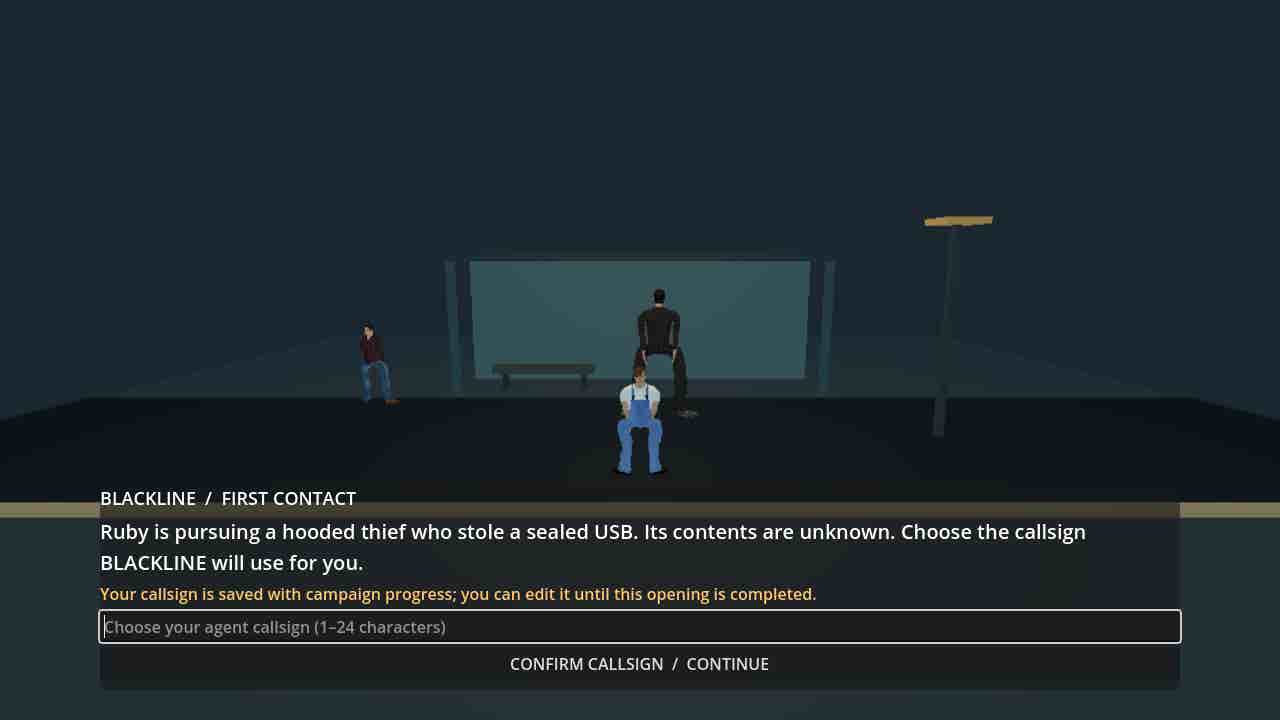 BLACKLINE / FIRST CONTACT
Ruby is pursuing a hooded thief who stole a sealed USB. Its contents are unknown. Choose the callsign
BLACKLINE will use for you.
Your callsign is saved with campaign progress; you can edit it until this opening is completed.
Choose your agent callsign (1–24 characters)
CONFIRM CALLSIGN / CONTINUE